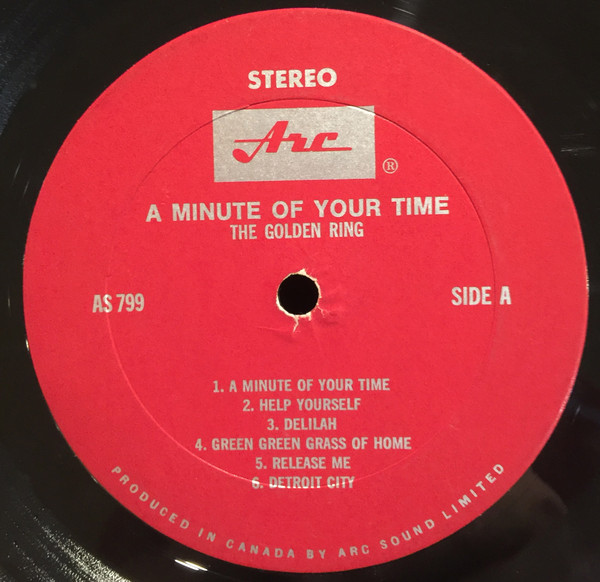 STEREO
Arc
®
A MINUTE OF YOUR TIME
THE GOLDEN RING
AS 799
SIDE A
1. A MINUTE OF YOUR TIME
2. HELP YOURSELF
3. DELILAH
4. GREEN GREEN GRASS OF HOME
5. RELEASE ME
6. DETROIT CITY
PRODUCED IN CANADA BY ARC SOUND LIMITED